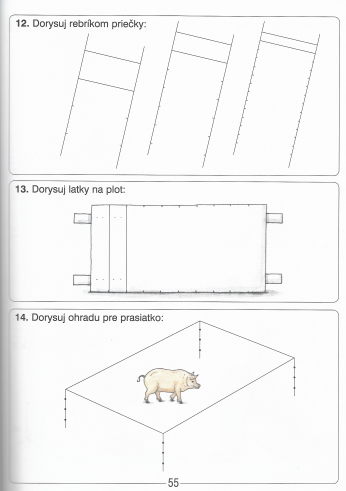 12. Dorysuj rebríkom priečky:
13. Dorysuj latky na plot:
14. Dorysuj ohradu pre prasiatko:
55